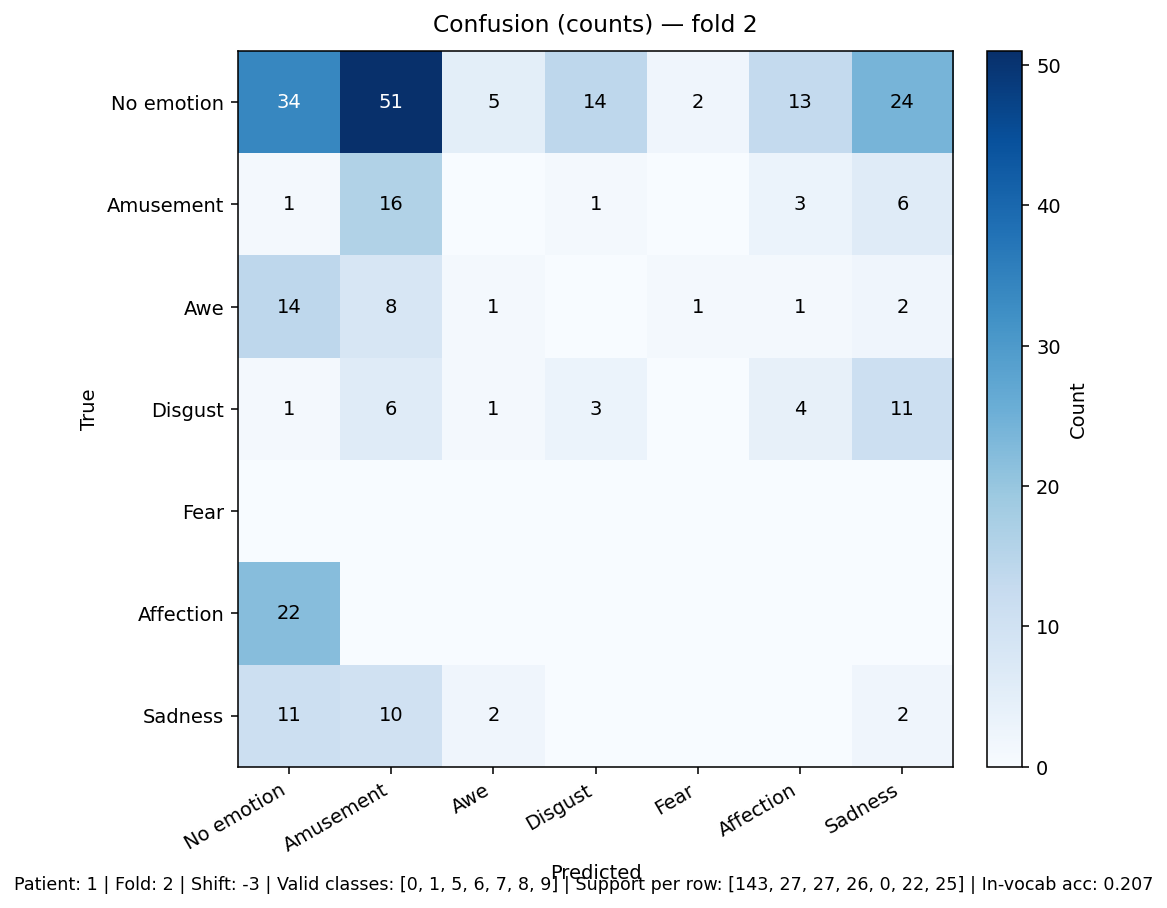 Confusion (counts) — fold 2
No emotion 34 51 5 14 2 13 24
Amusement 1 16 1 3 6
Awe 14 8 1 1 1 2
Disgust 1 6 1 3 4 11
Fear
Affection 22
Sadness 11 10 2 2
True
No emotion Amusement Awe Disgust Fear Affection Sadness
Predicted
50
40
30
20
10
0
Count
Patient: 1 | Fold: 2 | Shift: -3 | Valid classes: [0, 1, 5, 6, 7, 8, 9] | Support per row: [143, 27, 27, 26, 0, 22, 25] | In-vocab acc: 0.207